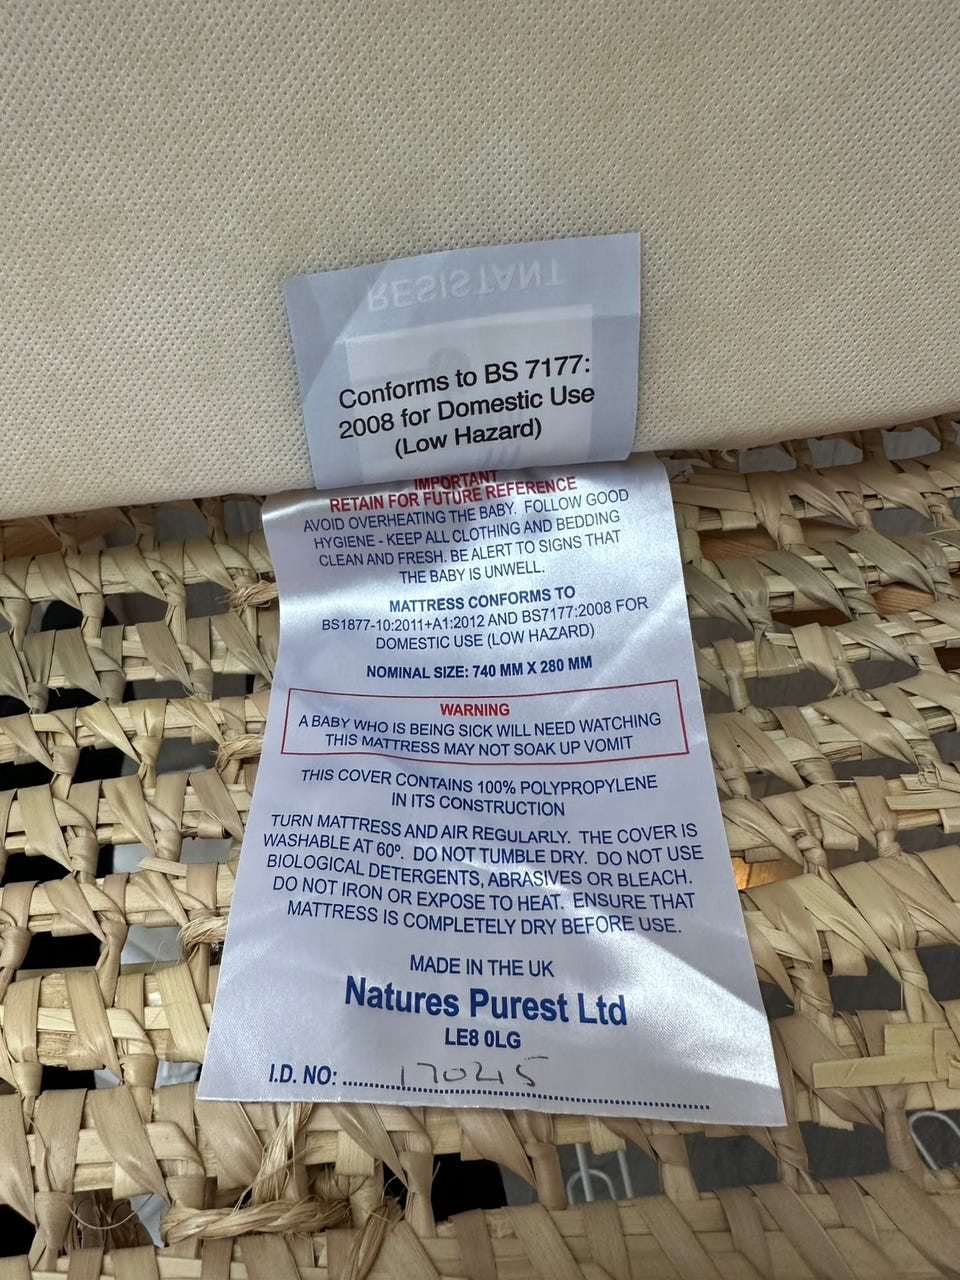 RESISTANT
Conforms to BS 7177:
2008 for Domestic Use
(Low Hazard)
IMPORTANT
RETAIN FOR FUTURE REFERENCE
AVOID OVERHEATING THE BABY. FOLLOW GOOD
HYGIENE - KEEP ALL CLOTHING AND BEDDING
CLEAN AND FRESH. BE ALERT TO SIGNS THAT
THE BABY IS UNWELL.
MATTRESS CONFORMS TO
BS1877-10:2011+A1:2012 AND BS7177:2008 FOR
DOMESTIC USE (LOW HAZARD)
NOMINAL SIZE: 740 MM X 280 MM
WARNING
A BABY WHO IS BEING SICK WILL NEED WATCHING
THIS MATTRESS MAY NOT SOAK UP VOMIT
THIS COVER CONTAINS 100% POLYPROPYLENE
IN ITS CONSTRUCTION
TURN MATTRESS AND AIR REGULARLY. THE COVER IS
WASHABLE AT 60º. DO NOT TUMBLE DRY. DO NOT USE
BIOLOGICAL DETERGENTS, ABRASIVES OR BLEACH.
DO NOT IRON OR EXPOSE TO HEAT. ENSURE THAT
MATTRESS IS COMPLETELY DRY BEFORE USE.
MADE IN THE UK
Natures Purest Ltd
LE8 0LG
I.D. NO: 17045